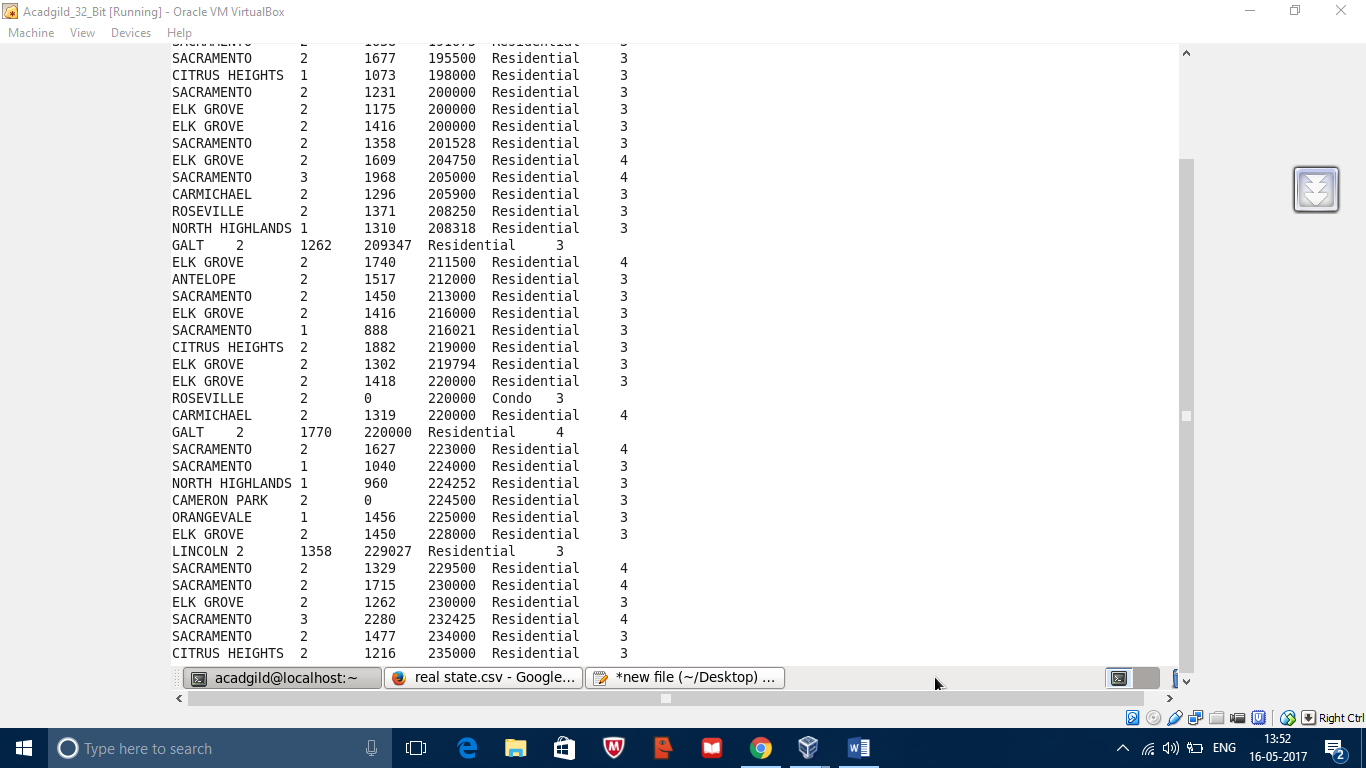 Acadgild_32_Bit [Running] - Oracle VM VirtualBox
Machine View Devices Help
SACRAMENTO 2 1677 195500 Residential 3
CITRUS HEIGHTS 1 1073 198000 Residential 3
SACRAMENTO 2 1231 200000 Residential 3
ELK GROVE 2 1175 200000 Residential 3
ELK GROVE 2 1416 200000 Residential 3
SACRAMENTO 2 1358 201528 Residential 3
ELK GROVE 2 1609 204750 Residential 4
SACRAMENTO 3 1968 205000 Residential 4
CARMICHAEL 2 1296 205900 Residential 3
ROSEVILLE 2 1371 208250 Residential 3
NORTH HIGHLANDS 1 1310 208318 Residential 3
GALT 2 1262 209347 Residential 3
ELK GROVE 2 1740 211500 Residential 4
ANTELOPE 2 1517 212000 Residential 3
SACRAMENTO 2 1450 213000 Residential 3
ELK GROVE 2 1416 216000 Residential 3
SACRAMENTO 1 888 216021 Residential 3
CITRUS HEIGHTS 2 1882 219000 Residential 3
ELK GROVE 2 1302 219794 Residential 3
ELK GROVE 2 1418 220000 Residential 3
ROSEVILLE 2 0 220000 Condo 3
CARMICHAEL 2 1319 220000 Residential 4
GALT 2 1770 220000 Residential 4
SACRAMENTO 2 1627 223000 Residential 4
SACRAMENTO 1 1040 224000 Residential 3
NORTH HIGHLANDS 1 960 224252 Residential 3
CAMERON PARK 2 0 224500 Residential 3
ORANGEVALE 1 1456 225000 Residential 3
ELK GROVE 2 1450 228000 Residential 3
LINCOLN 2 1358 229027 Residential 3
SACRAMENTO 2 1329 229500 Residential 4
SACRAMENTO 2 1715 230000 Residential 4
ELK GROVE 2 1262 230000 Residential 3
SACRAMENTO 3 2280 232425 Residential 4
SACRAMENTO 2 1477 234000 Residential 3
CITRUS HEIGHTS 2 1216 235000 Residential 3
acadgild@localhost:~ real state.csv - Google... *new file (~/Desktop) ...
Right Ctrl
Type here to search
ENG 13:52
16-05-2017 2